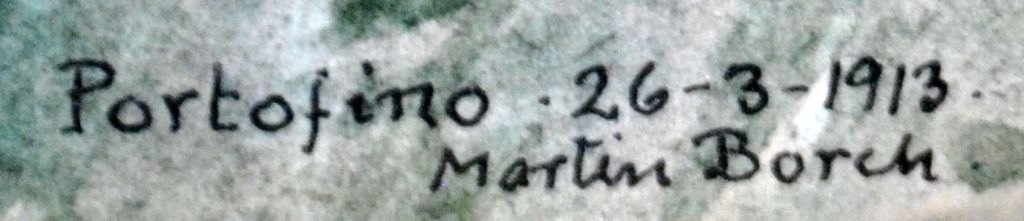 Portofino . 26-3-1913.
Martin Borch.